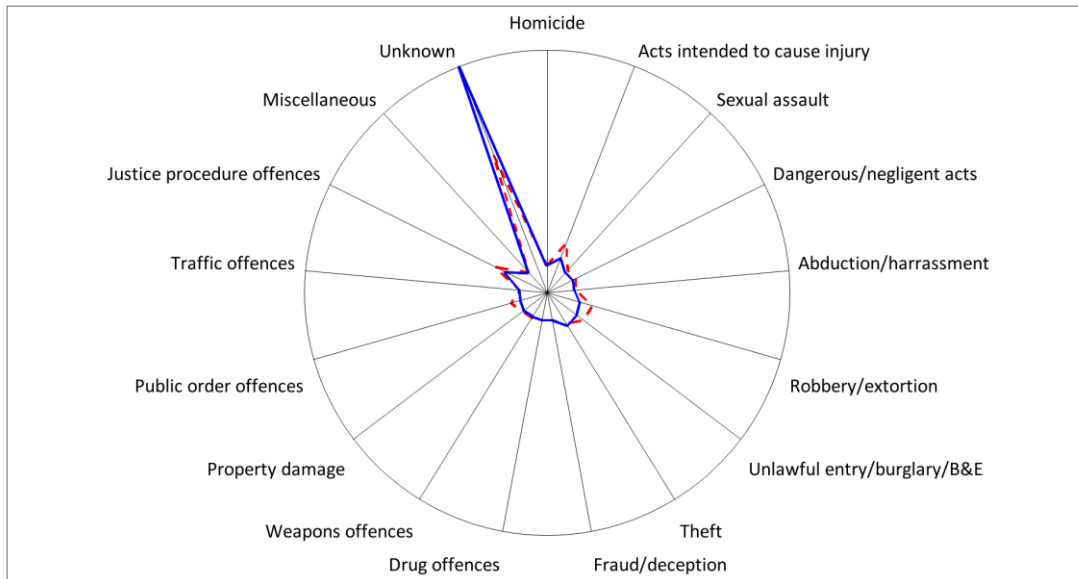 Homicide
Acts intended to cause injury
Sexual assault
Dangerous/negligent acts
Abduction/harrassment
Robbery/extortion
Unlawful entry/burglary/B&E
Theft
Fraud/deception
Drug offences
Weapons offences
Property damage
Public order offences
Traffic offences
Justice procedure offences
Miscellaneous
Unknown